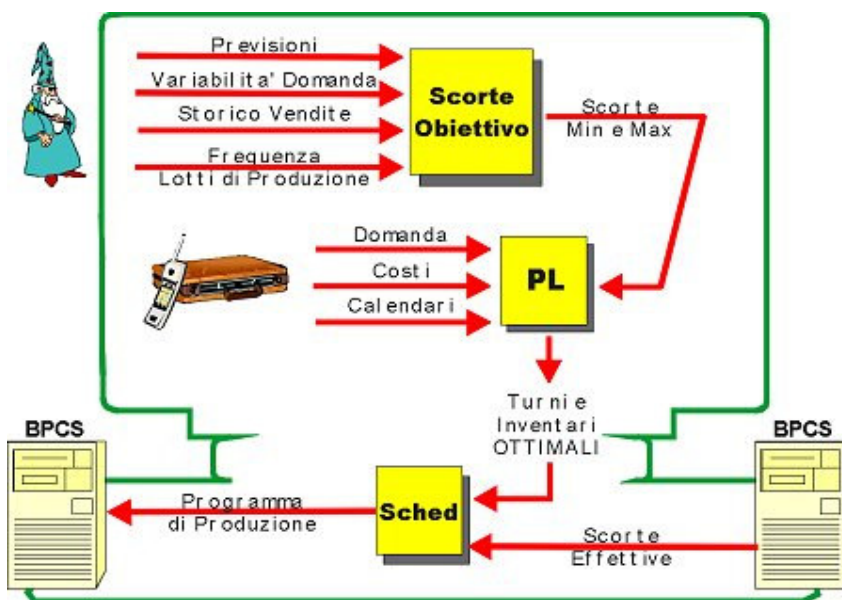 Previsioni
Variabilita' Domanda
Storico Vendite
Frequenza
Lotti di Produzione
Scorte
Obiettivo
Scorte
Min e Max
Domanda
Costi
Calendari
PL
Turni e
Inventari
OTTIMALI
BPCS
BPCS
Programma
di Produzione
Sched
Scorte
Effettive